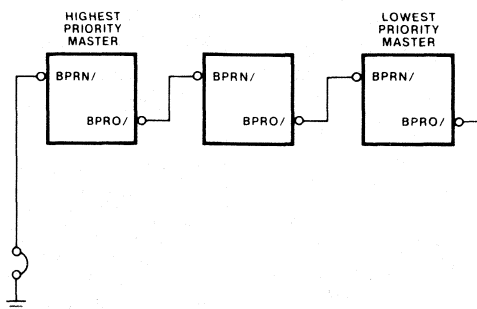 HIGHEST
PRIORITY
MASTER
LOWEST
PRIORITY
MASTER
BPRN/
BPRO/
BPRN/
BPRO/
BPRN/
BPRO/